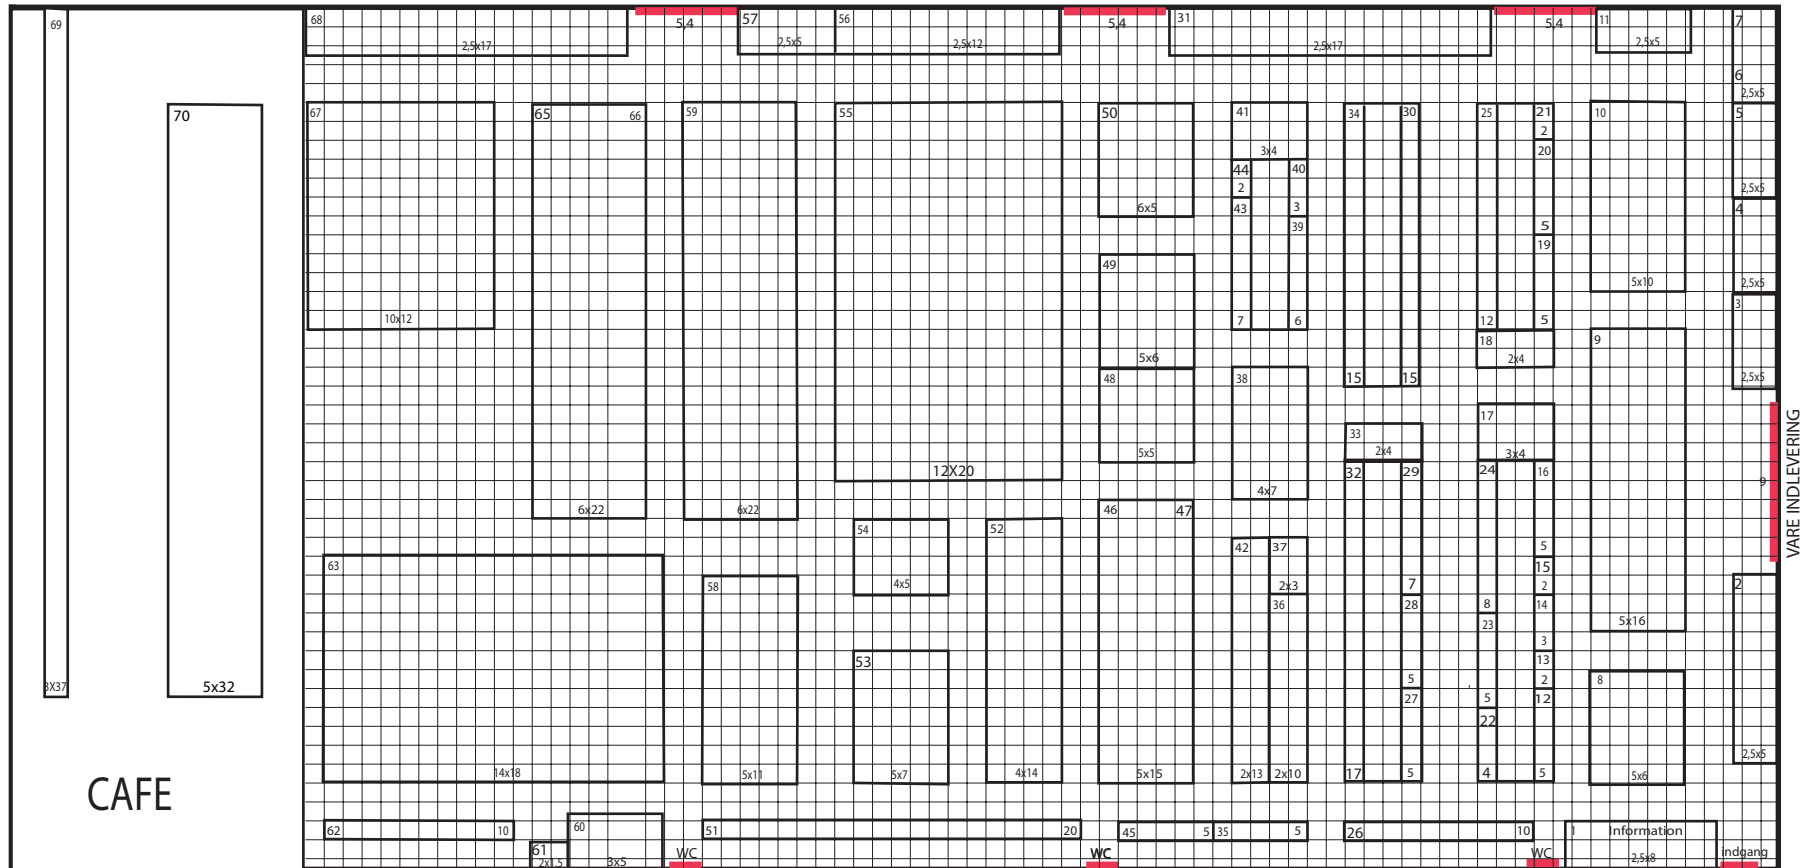 69
68
2,5x17
5,4
57
2,5x5
56
2,5x12
5,4
31
2,5x17
5,4
11
2,5x5
7
6
2,5x5
70
5x32
3X37
67
10x12
65
66
6x22
59
6x22
55
12X20
50
6x5
49
5x6
48
5x5
46
47
5x15
41
3x4
44
2
43
7
40
3
39
6
38
4x7
42
2x13
37
2x3
36
2x10
34
15
30
15
33
2x4
32
17
29
7
28
5
27
5
25
12
21
2
20
5
19
5
18
2x4
17
3x4
24
8
23
5
22
4
16
5
15
2
14
3
13
2
12
5
10
5x10
9
5x16
8
5x6
5
2,5x5
4
2,5x5
3
2,5x5
9
VARE INDLEVERING
2
2,5x5
63
14x18
58
5x11
54
4x5
53
5x7
52
4x14
CAFE
62
10
61
2x1,5
60
3x5
WC
51
20
WC
45
5
35
5
26
10
WC
1
Information
2,5x8
indgang